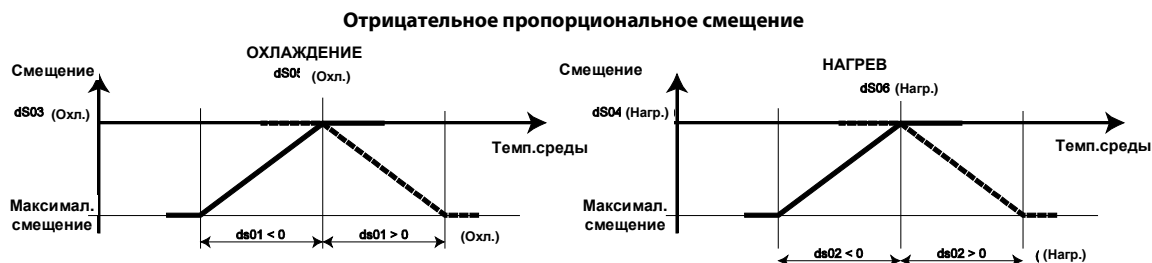 Отрицательное пропорциональное смещение
ОХЛАЖДЕНИЕ
Смещение
dS05 (Охл.)
dS03 (Охл.)
Темп.среды
Максимал.
смещение
ds01 < 0
ds01 > 0
(Охл.)
НАГРЕВ
Смещение
dS06 (Нагр.)
dS04 (Нагр.)
Темп.среды
Максимал.
смещение
ds02 < 0
ds02 > 0
(Нагр.)